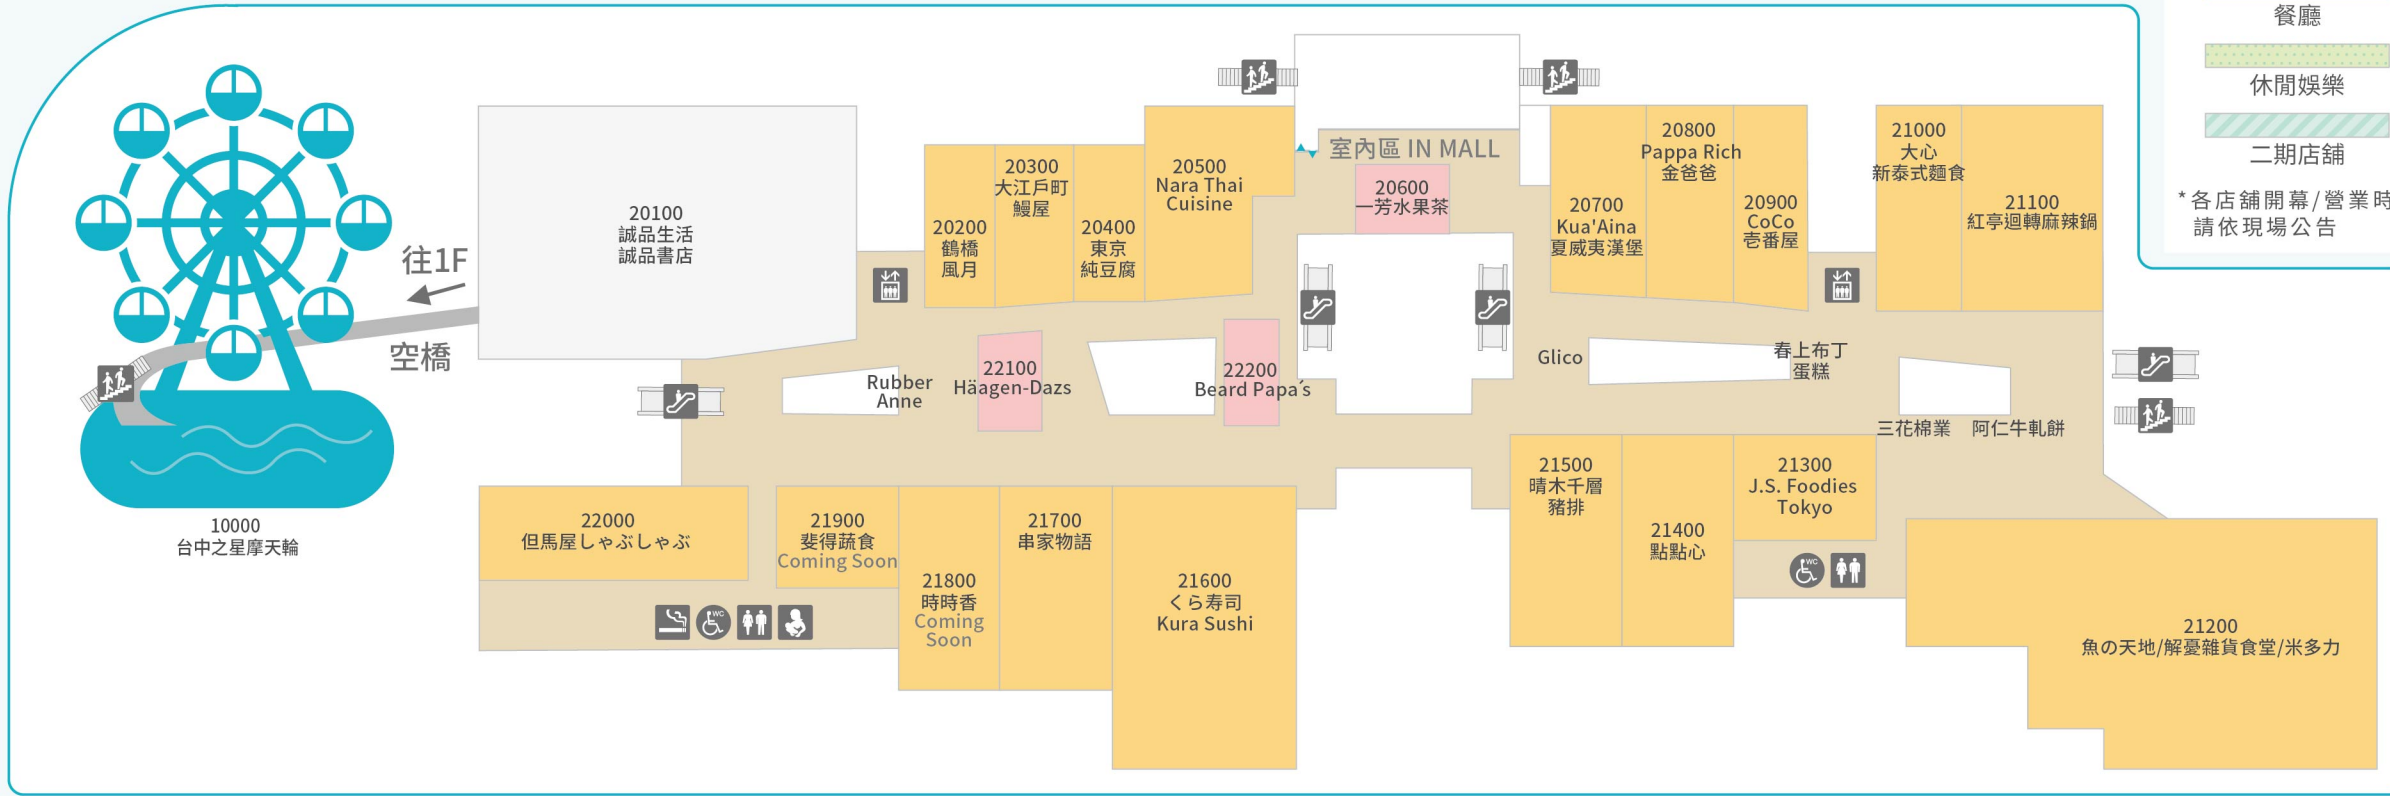 餐廳
休閒娛樂
二期店舖
*各店舖開幕/營業時
請依現場公告
往1F
空橋
10000
台中之星摩天輪
20100
誠品生活
誠品書店
20200
鶴橋
風月
20300
大江戶町
鰻屋
20400
東京
純豆腐
20500
Nara Thai
Cuisine
室內區 IN MALL
20600
一芳水果茶
20700
Kua'Aina
夏威夷漢堡
20800
Pappa Rich
金爸爸
20900
CoCo
壱番屋
21000
大心
新泰式麵食
21100
紅亭迴轉麻辣鍋
Rubber
Anne
22100
Häagen-Dazs
22200
Beard Papa´s
Glico
春上布丁
蛋糕
三花棉業
阿仁牛軋餅
22000
但馬屋しゃぶしゃぶ
21900
斐得蔬食
Coming Soon
21800
時時香
Coming
Soon
21700
串家物語
21600
くら寿司
Kura Sushi
21500
晴木千層
豬排
21400
點點心
21300
J.S. Foodies
Tokyo
21200
魚の天地/解憂雜貨食堂/米多力
WC
WC